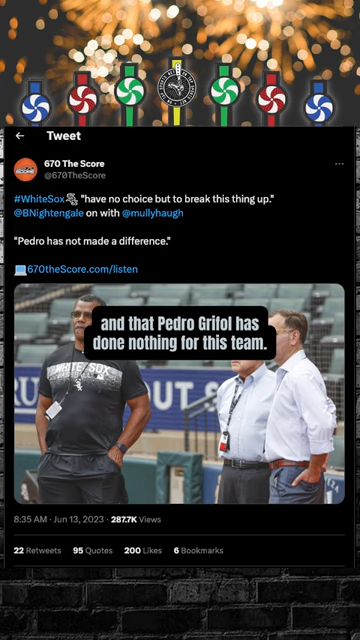 Tweet
670 The Score
@670TheScore
#WhiteSox "have no choice but to break this thing up."
@BNightengale on with @mullyhaugh
"Pedro has not made a difference."
670theScore.com/listen
and that Pedro Grifol has
done nothing for this team.
WHITE SOX
8:35 AM · Jun 13, 2023 · 287.7K Views
22 Retweets 95 Quotes 200 Likes 6 Bookmarks